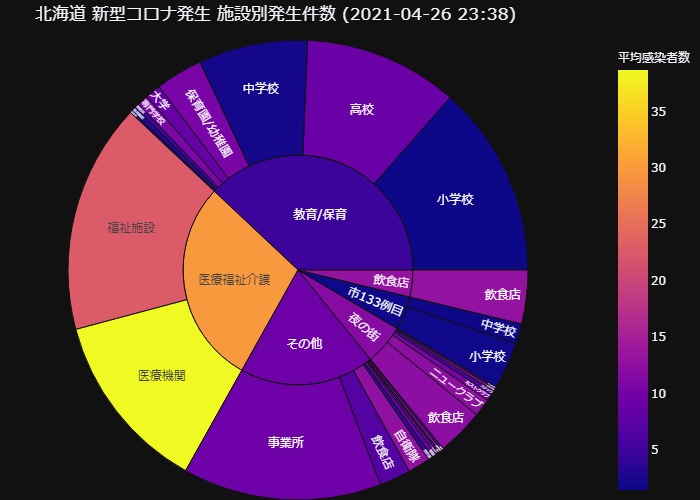 北海道 新型コロナ発生 施設別発生件数 (2021-04-26 23:38)
平均感染者数
35
30
25
20
15
10
5
教育/保育
小学校
高校
中学校
保育園/幼稚園
大学
専門学校
医療福祉介護
福祉施設
医療機関
その他
事業所
飲食店
自衛隊
夜の街
飲食店
ニュークラブ
市133例目
小学校
中学校
飲食店
飲食店